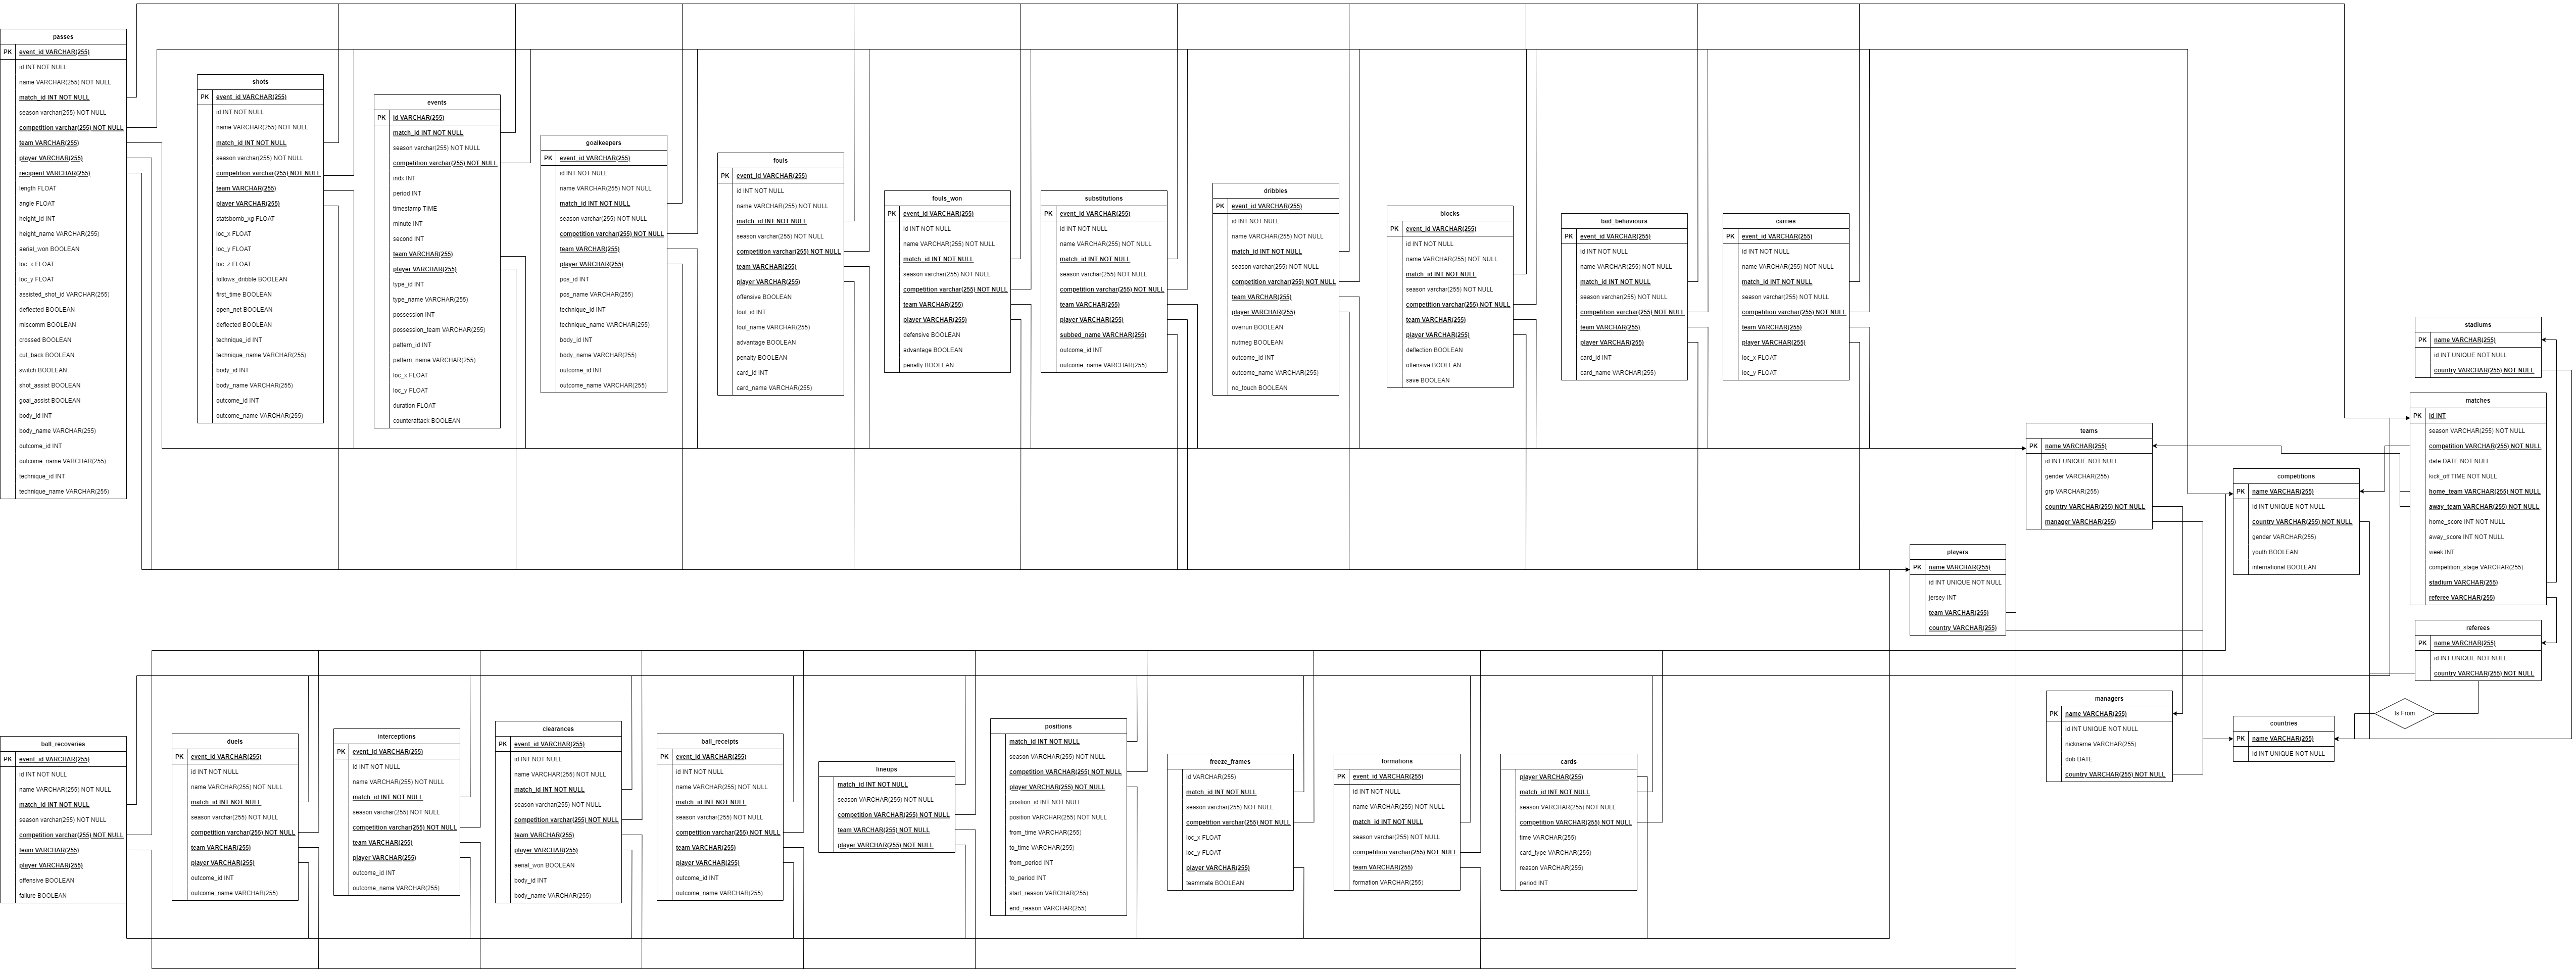 passes
PK
event_id VARCHAR(255)
id INT NOT NULL
name VARCHAR(255) NOT NULL
match_id INT NOT NULL
season varchar(255) NOT NULL
competition varchar(255) NOT NULL
team VARCHAR(255)
player VARCHAR(255)
recipient VARCHAR(255)
length FLOAT
angle FLOAT
height_id INT
height_name VARCHAR(255)
aerial_won BOOLEAN
loc_x FLOAT
loc_y FLOAT
assisted_shot_id VARCHAR(255)
deflected BOOLEAN
miscomm BOOLEAN
crossed BOOLEAN
cut_back BOOLEAN
switch BOOLEAN
shot_assist BOOLEAN
goal_assist BOOLEAN
body_id INT
body_name VARCHAR(255)
outcome_id INT
outcome_name VARCHAR(255)
technique_id INT
technique_name VARCHAR(255)
shots
PK
event_id VARCHAR(255)
id INT NOT NULL
name VARCHAR(255) NOT NULL
match_id INT NOT NULL
season varchar(255) NOT NULL
competition varchar(255) NOT NULL
team VARCHAR(255)
player VARCHAR(255)
statsbomb_xg FLOAT
loc_x FLOAT
loc_y FLOAT
loc_z FLOAT
follows_dribble BOOLEAN
first_time BOOLEAN
open_net BOOLEAN
deflected BOOLEAN
technique_id INT
technique_name VARCHAR(255)
body_id INT
body_name VARCHAR(255)
outcome_id INT
outcome_name VARCHAR(255)
events
PK
id VARCHAR(255)
match_id INT NOT NULL
season varchar(255) NOT NULL
competition varchar(255) NOT NULL
indx INT
period INT
timestamp TIME
minute INT
second INT
team VARCHAR(255)
player VARCHAR(255)
type_id INT
type_name VARCHAR(255)
possession INT
possession_team VARCHAR(255)
pattern_id INT
pattern_name VARCHAR(255)
loc_x FLOAT
loc_y FLOAT
duration FLOAT
counterattack BOOLEAN
goalkeepers
PK
event_id VARCHAR(255)
id INT NOT NULL
name VARCHAR(255) NOT NULL
match_id INT NOT NULL
season varchar(255) NOT NULL
competition varchar(255) NOT NULL
team VARCHAR(255)
player VARCHAR(255)
pos_id INT
pos_name VARCHAR(255)
technique_id INT
technique_name VARCHAR(255)
body_id INT
body_name VARCHAR(255)
outcome_id INT
outcome_name VARCHAR(255)
fouls
PK
event_id VARCHAR(255)
id INT NOT NULL
name VARCHAR(255) NOT NULL
match_id INT NOT NULL
season varchar(255) NOT NULL
competition varchar(255) NOT NULL
team VARCHAR(255)
player VARCHAR(255)
offensive BOOLEAN
foul_id INT
foul_name VARCHAR(255)
advantage BOOLEAN
penalty BOOLEAN
card_id INT
card_name VARCHAR(255)
fouls_won
PK
event_id VARCHAR(255)
id INT NOT NULL
name VARCHAR(255) NOT NULL
match_id INT NOT NULL
season varchar(255) NOT NULL
competition varchar(255) NOT NULL
team VARCHAR(255)
player VARCHAR(255)
defensive BOOLEAN
advantage BOOLEAN
penalty BOOLEAN
substitutions
PK
event_id VARCHAR(255)
id INT NOT NULL
name VARCHAR(255) NOT NULL
match_id INT NOT NULL
season varchar(255) NOT NULL
competition varchar(255) NOT NULL
team VARCHAR(255)
player VARCHAR(255)
subbed_name VARCHAR(255)
outcome_id INT
outcome_name VARCHAR(255)
dribbles
PK
event_id VARCHAR(255)
id INT NOT NULL
name VARCHAR(255) NOT NULL
match_id INT NOT NULL
season varchar(255) NOT NULL
competition varchar(255) NOT NULL
team VARCHAR(255)
player VARCHAR(255)
overrun BOOLEAN
nutmeg BOOLEAN
outcome_id INT
outcome_name VARCHAR(255)
no_touch BOOLEAN
blocks
PK
event_id VARCHAR(255)
id INT NOT NULL
name VARCHAR(255) NOT NULL
match_id INT NOT NULL
season varchar(255) NOT NULL
competition varchar(255) NOT NULL
team VARCHAR(255)
player VARCHAR(255)
deflection BOOLEAN
offensive BOOLEAN
save BOOLEAN
bad_behaviours
PK
event_id VARCHAR(255)
id INT NOT NULL
name VARCHAR(255) NOT NULL
match_id INT NOT NULL
season varchar(255) NOT NULL
competition varchar(255) NOT NULL
team VARCHAR(255)
player VARCHAR(255)
card_id INT
card_name VARCHAR(255)
carries
PK
event_id VARCHAR(255)
id INT NOT NULL
name VARCHAR(255) NOT NULL
match_id INT NOT NULL
season varchar(255) NOT NULL
competition varchar(255) NOT NULL
team VARCHAR(255)
player VARCHAR(255)
loc_x FLOAT
loc_y FLOAT
stadiums
PK
name VARCHAR(255)
id INT UNIQUE NOT NULL
country VARCHAR(255) NOT NULL
matches
PK
id INT
season VARCHAR(255) NOT NULL
competition VARCHAR(255) NOT NULL
date DATE NOT NULL
kick_off TIME NOT NULL
home_team VARCHAR(255) NOT NULL
away_team VARCHAR(255) NOT NULL
home_score INT NOT NULL
away_score INT NOT NULL
week INT
competition_stage VARCHAR(255)
stadium VARCHAR(255)
referee VARCHAR(255)
teams
PK
name VARCHAR(255)
id INT UNIQUE NOT NULL
gender VARCHAR(255)
grp VARCHAR(255)
country VARCHAR(255) NOT NULL
manager VARCHAR(255)
competitions
PK
name VARCHAR(255)
id INT UNIQUE NOT NULL
country VARCHAR(255) NOT NULL
gender VARCHAR(255)
youth BOOLEAN
international BOOLEAN
players
PK
name VARCHAR(255)
id INT UNIQUE NOT NULL
jersey INT
team VARCHAR(255)
country VARCHAR(255)
referees
PK
name VARCHAR(255)
id INT UNIQUE NOT NULL
country VARCHAR(255) NOT NULL
Is From
managers
PK
name VARCHAR(255)
id INT UNIQUE NOT NULL
nickname VARCHAR(255)
dob DATE
country VARCHAR(255) NOT NULL
countries
PK
name VARCHAR(255)
id INT UNIQUE NOT NULL
ball_recoveries
PK
event_id VARCHAR(255)
id INT NOT NULL
name VARCHAR(255) NOT NULL
match_id INT NOT NULL
season varchar(255) NOT NULL
competition varchar(255) NOT NULL
team VARCHAR(255)
player VARCHAR(255)
offensive BOOLEAN
failure BOOLEAN
duels
PK
event_id VARCHAR(255)
id INT NOT NULL
name VARCHAR(255) NOT NULL
match_id INT NOT NULL
season varchar(255) NOT NULL
competition varchar(255) NOT NULL
team VARCHAR(255)
player VARCHAR(255)
outcome_id INT
outcome_name VARCHAR(255)
interceptions
PK
event_id VARCHAR(255)
id INT NOT NULL
name VARCHAR(255) NOT NULL
match_id INT NOT NULL
season varchar(255) NOT NULL
competition varchar(255) NOT NULL
team VARCHAR(255)
player VARCHAR(255)
outcome_id INT
outcome_name VARCHAR(255)
clearances
PK
event_id VARCHAR(255)
id INT NOT NULL
name VARCHAR(255) NOT NULL
match_id INT NOT NULL
season varchar(255) NOT NULL
competition varchar(255) NOT NULL
team VARCHAR(255)
player VARCHAR(255)
aerial_won BOOLEAN
body_id INT
body_name VARCHAR(255)
ball_receipts
PK
event_id VARCHAR(255)
id INT NOT NULL
name VARCHAR(255) NOT NULL
match_id INT NOT NULL
season varchar(255) NOT NULL
competition varchar(255) NOT NULL
team VARCHAR(255)
player VARCHAR(255)
outcome_id INT
outcome_name VARCHAR(255)
lineups
match_id INT NOT NULL
season VARCHAR(255) NOT NULL
competition VARCHAR(255) NOT NULL
team VARCHAR(255) NOT NULL
player VARCHAR(255) NOT NULL
positions
match_id INT NOT NULL
season VARCHAR(255) NOT NULL
competition VARCHAR(255) NOT NULL
player VARCHAR(255) NOT NULL
position_id INT NOT NULL
position VARCHAR(255) NOT NULL
from_time VARCHAR(255)
to_time VARCHAR(255)
from_period INT
to_period INT
start_reason VARCHAR(255)
end_reason VARCHAR(255)
freeze_frames
id VARCHAR(255)
match_id INT NOT NULL
season varchar(255) NOT NULL
competition varchar(255) NOT NULL
loc_x FLOAT
loc_y FLOAT
player VARCHAR(255)
teammate BOOLEAN
formations
PK
event_id VARCHAR(255)
id INT NOT NULL
name VARCHAR(255) NOT NULL
match_id INT NOT NULL
season varchar(255) NOT NULL
competition varchar(255) NOT NULL
team VARCHAR(255)
formation VARCHAR(255)
cards
player VARCHAR(255)
match_id INT NOT NULL
season VARCHAR(255) NOT NULL
competition VARCHAR(255) NOT NULL
time VARCHAR(255)
card_type VARCHAR(255)
reason VARCHAR(255)
period INT